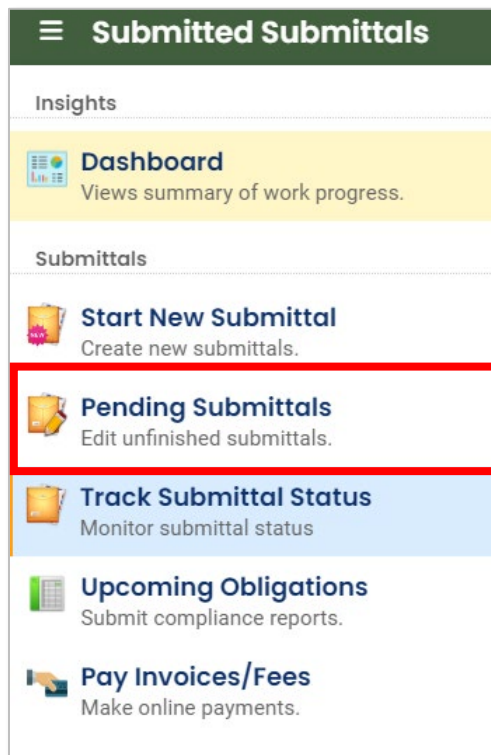 Submitted Submittals
Insights
Dashboard
Views summary of work progress.
Submittals
Start New Submittal
Create new submittals.
Pending Submittals
Edit unfinished submittals.
Track Submittal Status
Monitor submittal status
Upcoming Obligations
Submit compliance reports.
Pay Invoices/Fees
Make online payments.